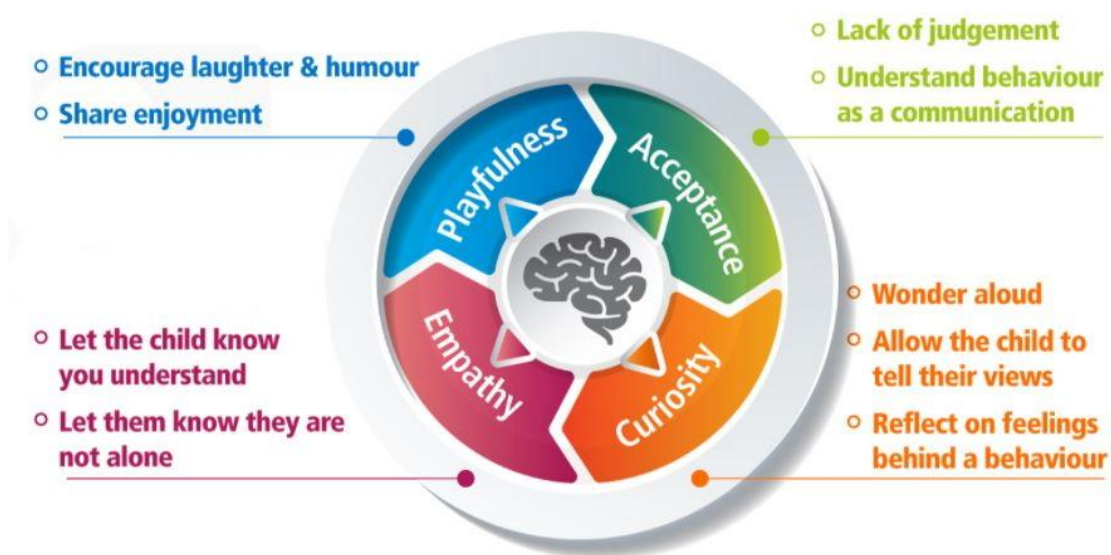 Encourage laughter & humour
Share enjoyment
Playfulness
Lack of judgement
Understand behaviour
as a communication
Acceptance
Wonder aloud
Allow the child to
tell their views
Reflect on feelings
behind a behaviour
Curiosity
Let the child know
you understand
Let them know they are
not alone
Empathy